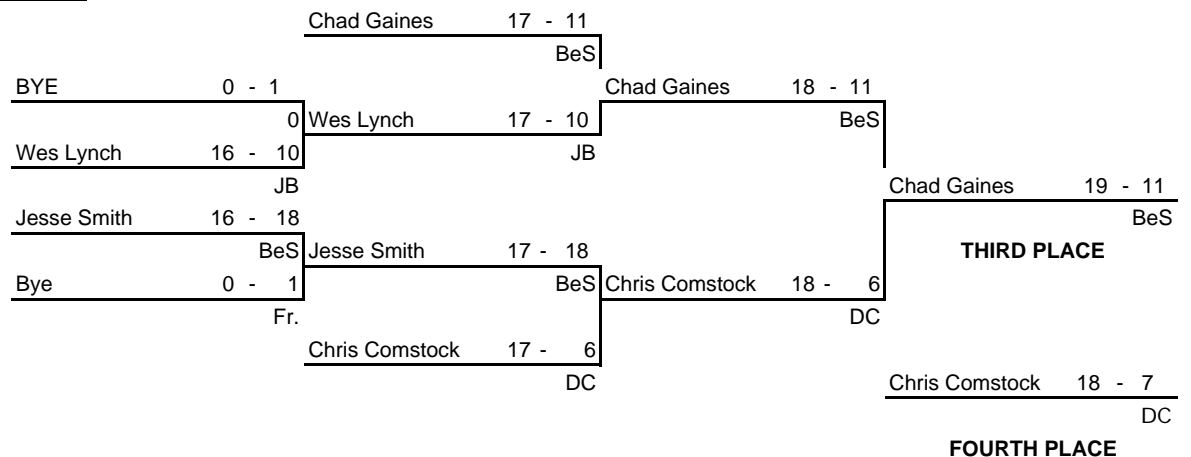 Chad Gaines 17 - 11
BeS
BYE 0 - 1 Chad Gaines 18 - 11
0 Wes Lynch 17 - 10 BeS
Wes Lynch 16 - 10 JB
JB Chad Gaines 19 - 11
Jesse Smith 16 - 18 BeS
BeS Jesse Smith 17 - 18 THIRD PLACE
Bye 0 - 1 BeS Chris Comstock 18 - 6
Fr. DC
Chris Comstock 17 - 6
DC Chris Comstock 18 - 7
DC
FOURTH PLACE